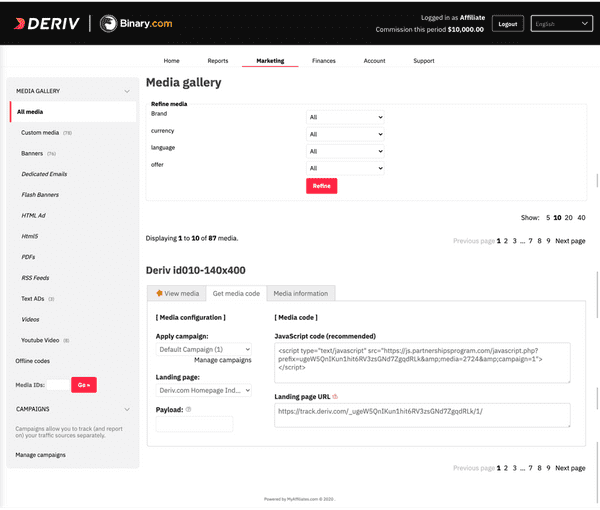 DERIV
Binary.com
Logged in as Affiliate
Commission this period $10,000.00
Logout
English
Home
Reports
Marketing
Finances
Account
Support
MEDIA GALLERY
All media
Custom media (78)
Banners (76)
Dedicated Emails
Flash Banners
HTML Ad
Html5
PDFs
RSS Feeds
Text ADs (3)
Videos
Youtube Video (8)
Offline codes
Media IDs:
Go »
CAMPAIGNS
Campaigns allow you to track (and report
on) your traffic sources separately.
Manage campaigns
Media gallery
Refine media
Brand
All
currency
All
language
All
offer
All
Refine
Show: 5 10 20 40
Displaying 1 to 10 of 87 media.
Previous page 1 2 3 ... 7 8 9 Next page
Deriv id010-140x400
View media
Get media code
Media information
[ Media configuration ]
Apply campaign:
Default Campaign (1)
Manage campaigns
Landing page:
Deriv.com Homepage Ind...
Payload:
[ Media code ]
JavaScript code (recommended)
<script type="text/javascript" src="https://js.partnershipsprogram.com/javascript.php?
prefix=ugeW5QnIKun1hit6RV3zsGNd7ZgqdRLk&amp;media=2724&amp;campaign=1">
</script>
Landing page URL
https://track.deriv.com/_ugeW5QnIKun1hit6RV3zsGNd7ZgqdRLk/1/
Previous page 1 2 3 ... 7 8 9 Next page
Powered by MyAffiliates.com © 2020.